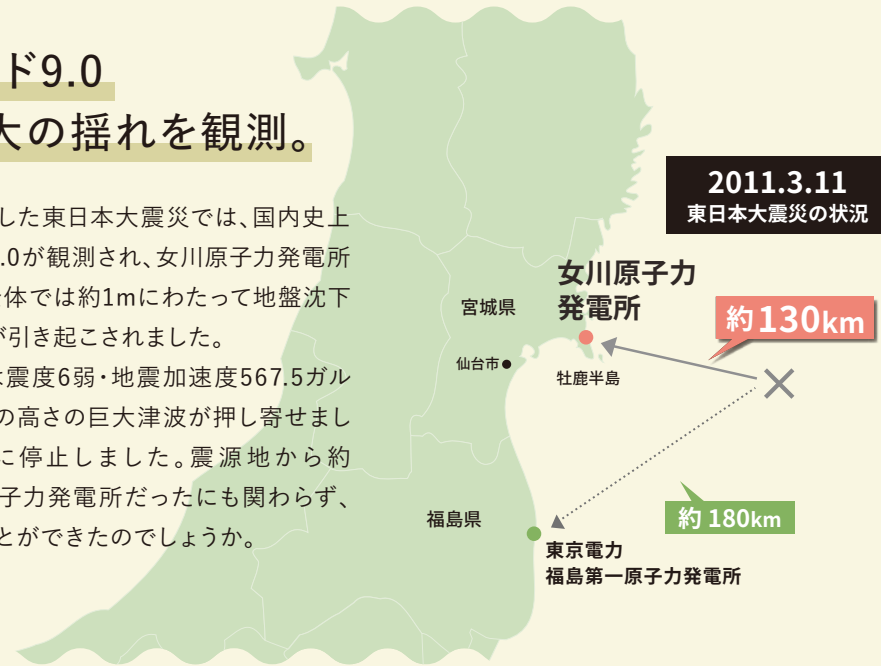 ド9.0
大の揺れを観測。
した東日本大震災では、国内史上
.0が観測され、女川原子力発電所
体では約1mにわたって地盤沈下
が引き起こされました。
震度6弱・地震加速度567.5ガル
の高さの巨大津波が押し寄せまし
に停止しました。震源地から約
子力発電所だったにも関わらず、
とができたのでしょうか。
2011.3.11
東日本大震災の状況
女川原子力
発電所
約130km
宮城県
仙台市
牡鹿半島
約 180km
福島県
東京電力
福島第一原子力発電所